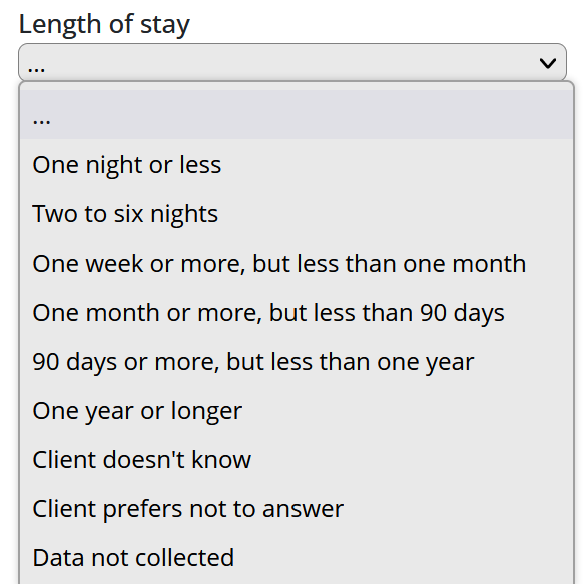 Length of stay
...
...
One night or less
Two to six nights
One week or more, but less than one month
One month or more, but less than 90 days
90 days or more, but less than one year
One year or longer
Client doesn't know
Client prefers not to answer
Data not collected